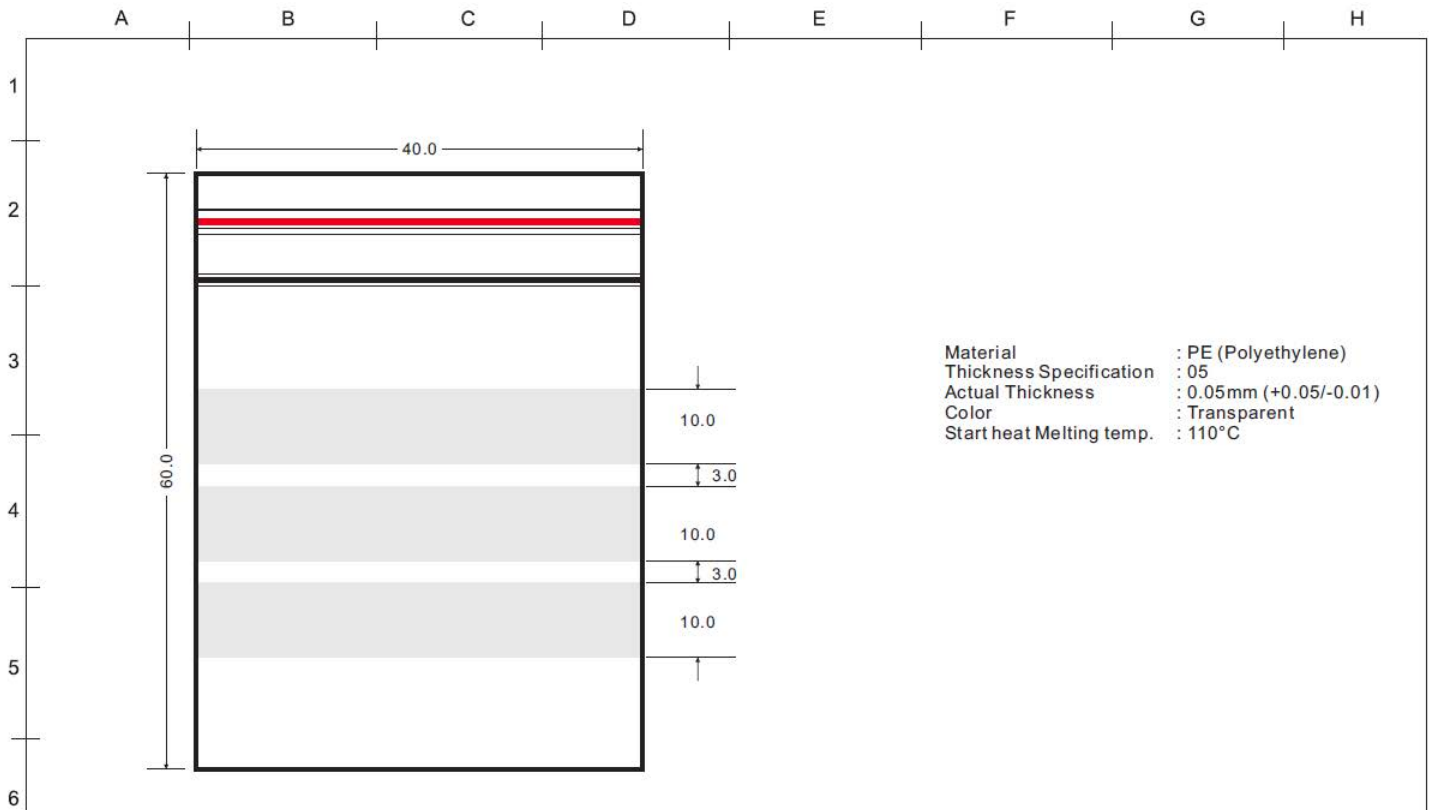 A B C D E F G H
1
40.0
2
3
Material : PE (Polyethylene)
Thickness Specification : 05
Actual Thickness : 0.05mm (+0.05/-0.01)
Color : Transparent
Start heat Melting temp. : 110°C
10.0
60.0
3.0
4
10.0
3.0
10.0
5
6